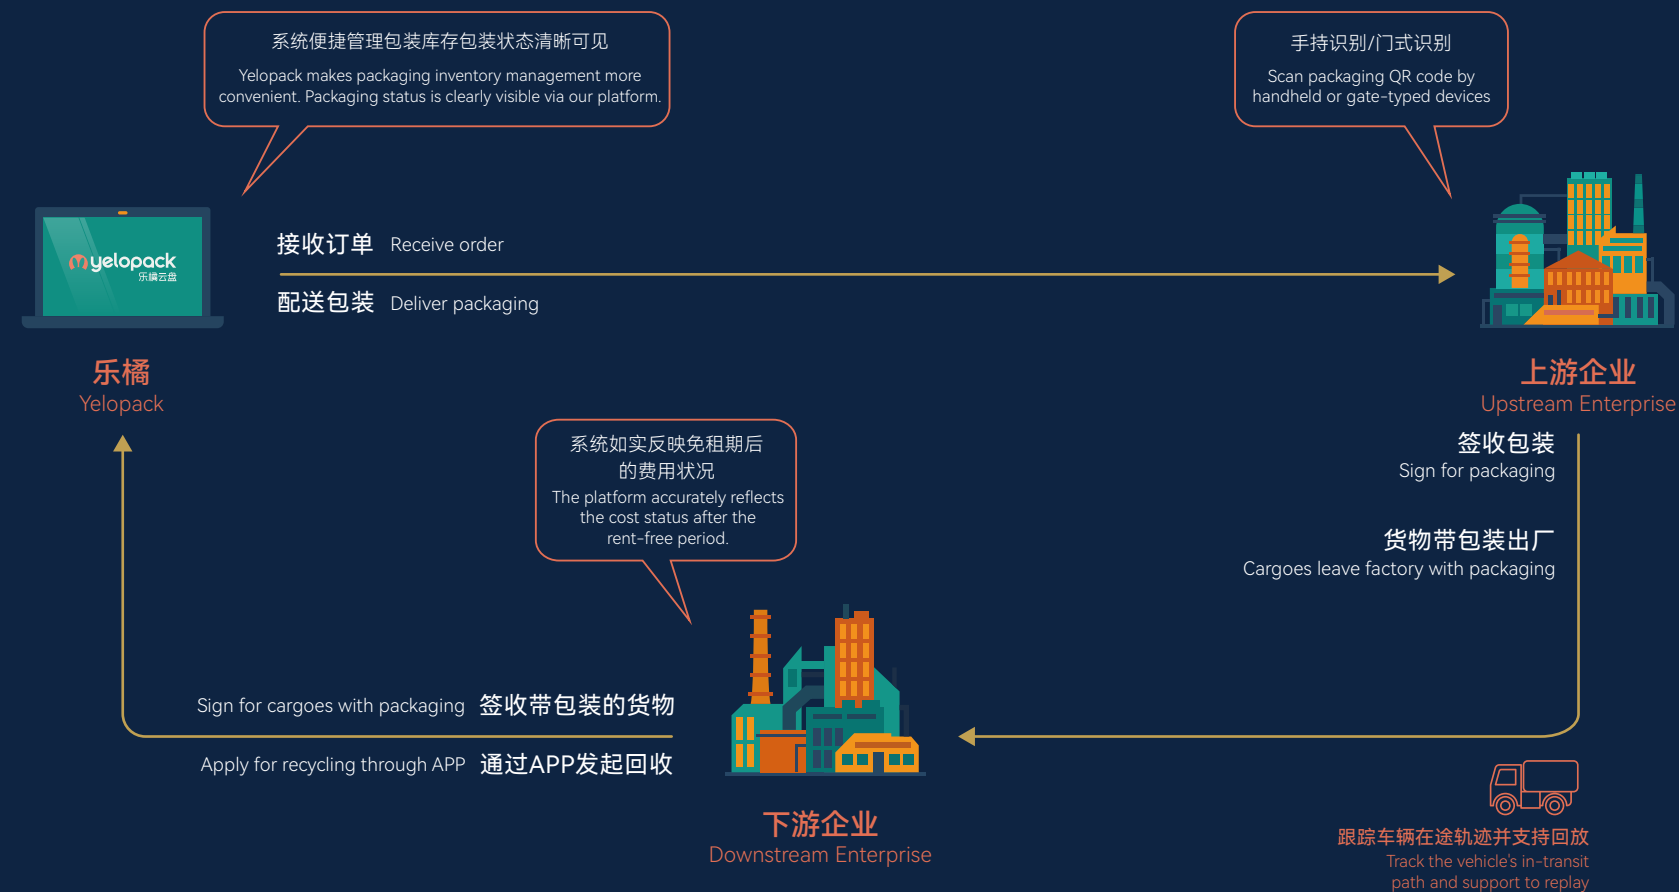 系统便捷管理包装库存包装状态清晰可见
Yelopack makes packaging inventory management more
convenient. Packaging status is clearly visible via our platform.
手持识别/门式识别
Scan packaging QR code by
handheld or gate-typed devices
yelopack
乐橘云盘
接收订单 Receive order
配送包装 Deliver packaging
乐橘
Yelopack
上游企业
Upstream Enterprise
签收包装
Sign for packaging
货物带包装出厂
Cargoes leave factory with packaging
系统如实反映免租期后
的费用状况
The platform accurately reflects
the cost status after the
rent-free period.
Sign for cargoes with packaging 签收带包装的货物
Apply for recycling through APP 通过APP发起回收
下游企业
Downstream Enterprise
跟踪车辆在途轨迹并支持回放
Track the vehicle's in-transit
path and support to replay